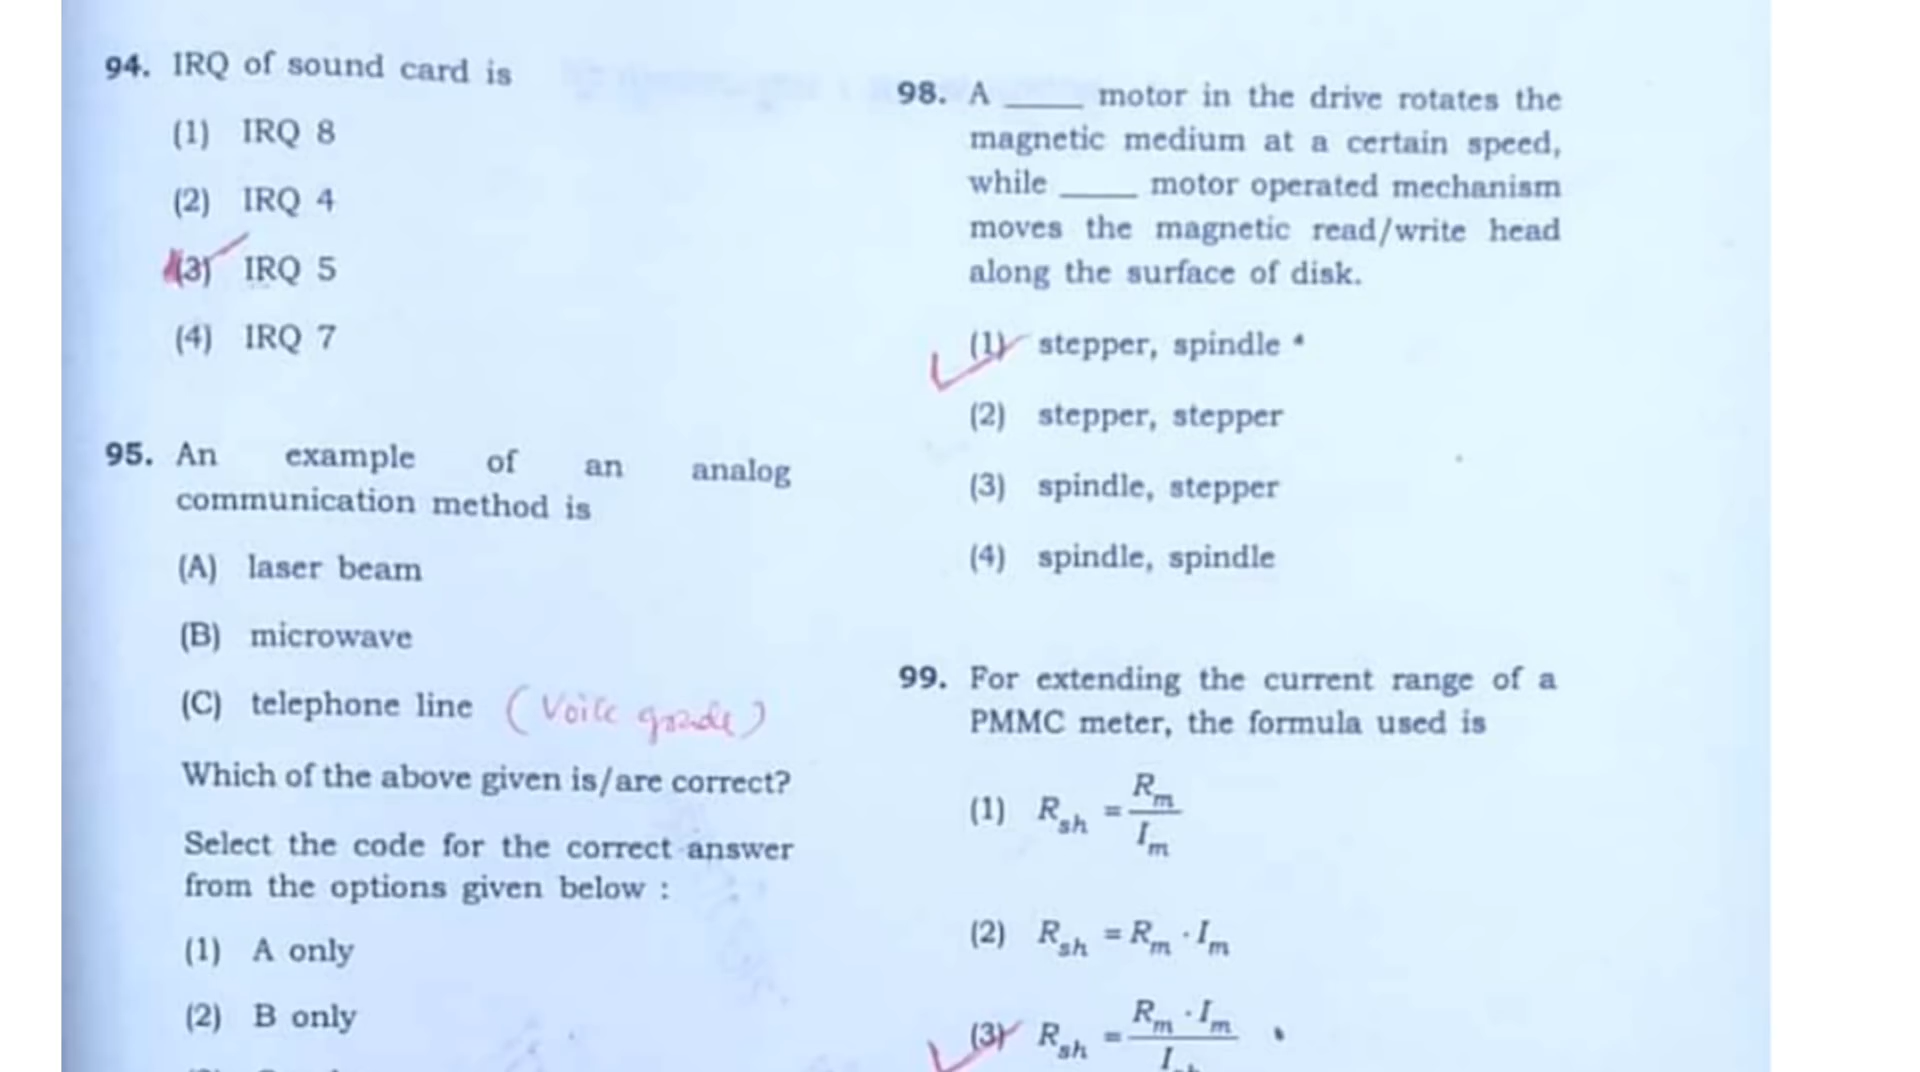 94. IRQ of sound card is
(1) IRQ 8
(2) IRQ 4
(3) IRQ 5
(4) IRQ 7
95. An example of an analog
communication method is
(A) laser beam
(B) microwave
(C) telephone line (Voice grade)
Which of the above given is/are correct?
Select the code for the correct answer
from the options given below :
(1) A only
(2) B only
98. A ____ motor in the drive rotates the
magnetic medium at a certain speed,
while ____ motor operated mechanism
moves the magnetic read/write head
along the surface of disk.
(1) stepper, spindle
(2) stepper, stepper
(3) spindle, stepper
(4) spindle, spindle
99. For extending the current range of a
PMMC meter, the formula used is
(1) R_sh = R_m / I_m
(2) R_sh = R_m · I_m
(3) R_sh = R_m · I_m / I_sh